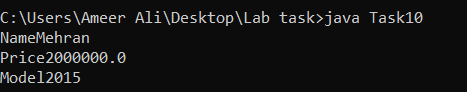 C:\Users\Ameer Ali\Desktop\Lab task>java Task10
NameMehran
Price2000000.0
Model2015